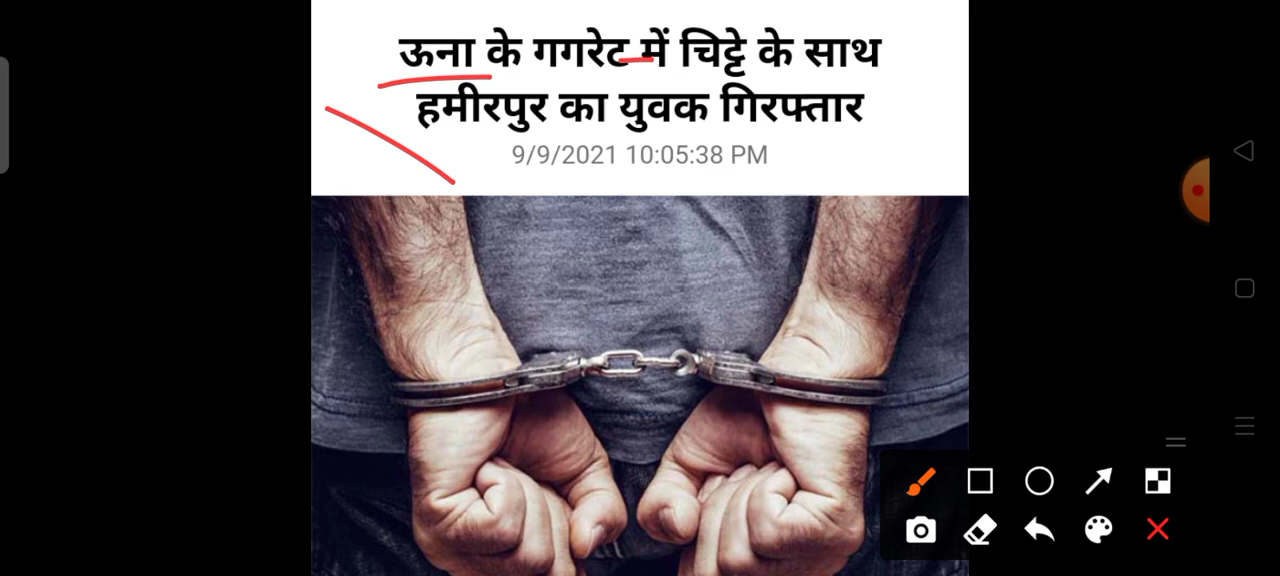 ऊना के गगरेट में चिट्टे के साथ
हमीरपुर का युवक गिरफ्तार
9/9/2021 10:05:38 PM